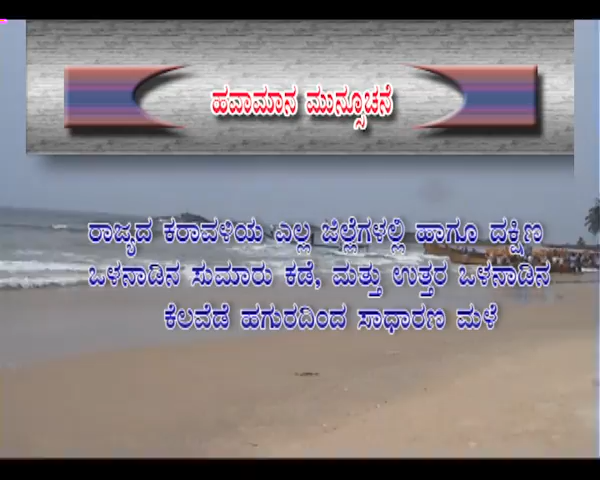 ಹವಾಮಾನ ಮುನ್ಸೂಚನೆ
ರಾಜ್ಯದ ಕರಾವಳಿಯ ಎಲ್ಲ ಜಿಲ್ಲೆಗಳಲ್ಲಿ ಹಾಗೂ ದಕ್ಷಿಣ
ಒಳನಾಡಿನ ಸುಮಾರು ಕಡೆ, ಮತ್ತು ಉತ್ತರ ಒಳನಾಡಿನ
ಕೆಲವೆಡೆ ಹಗುರದಿಂದ ಸಾಧಾರಣ ಮಳೆ